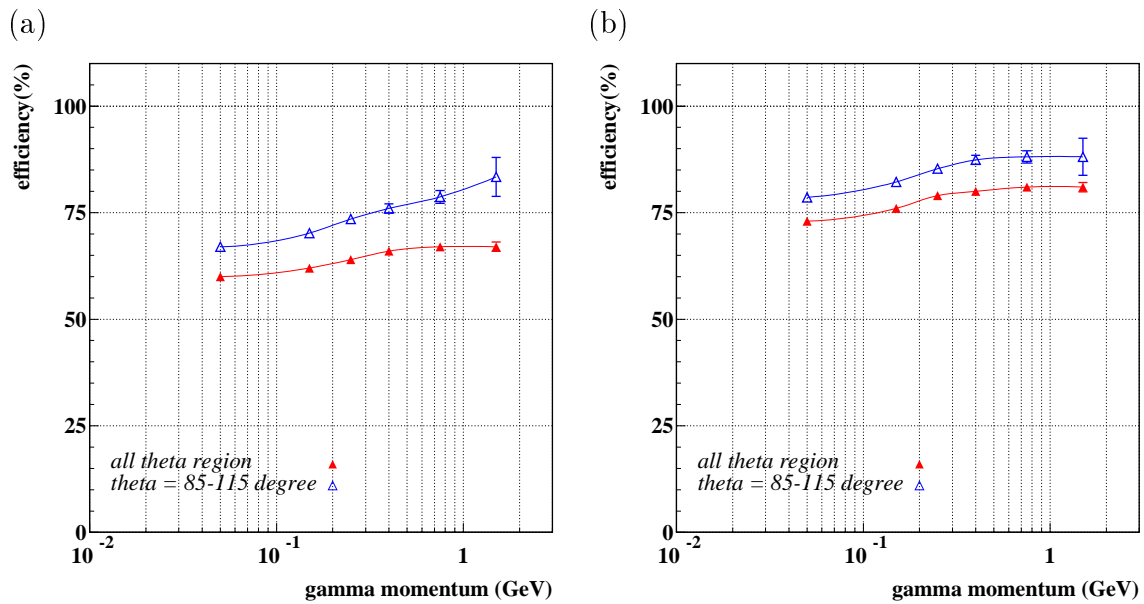 (a)
efficiency(%)
100
75
50
25
0
all theta region
theta = 85-115 degree
10 -2
10 -1
1
gamma momentum (GeV)
(b)
efficiency(%)
100
75
50
25
0
all theta region
theta = 85-115 degree
10 -2
10 -1
1
gamma momentum (GeV)